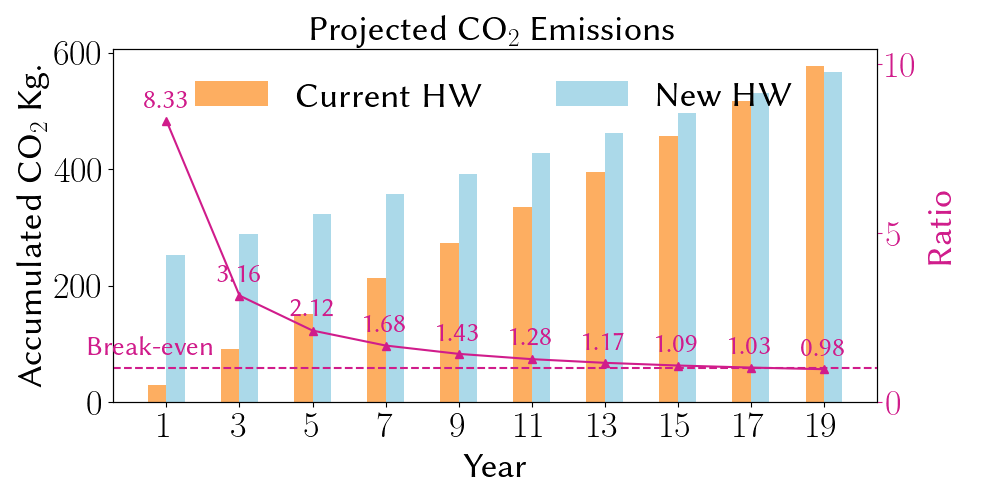 Projected CO₂ Emissions
Current HW
New HW
Accumulated CO₂ Kg.
600
400
200
0
10
5
0
Ratio
8.33
3.16
2.12
1.68
1.43
1.28
1.17
1.09
1.03
0.98
Break-even
1 3 5 7 9 11 13 15 17 19
Year